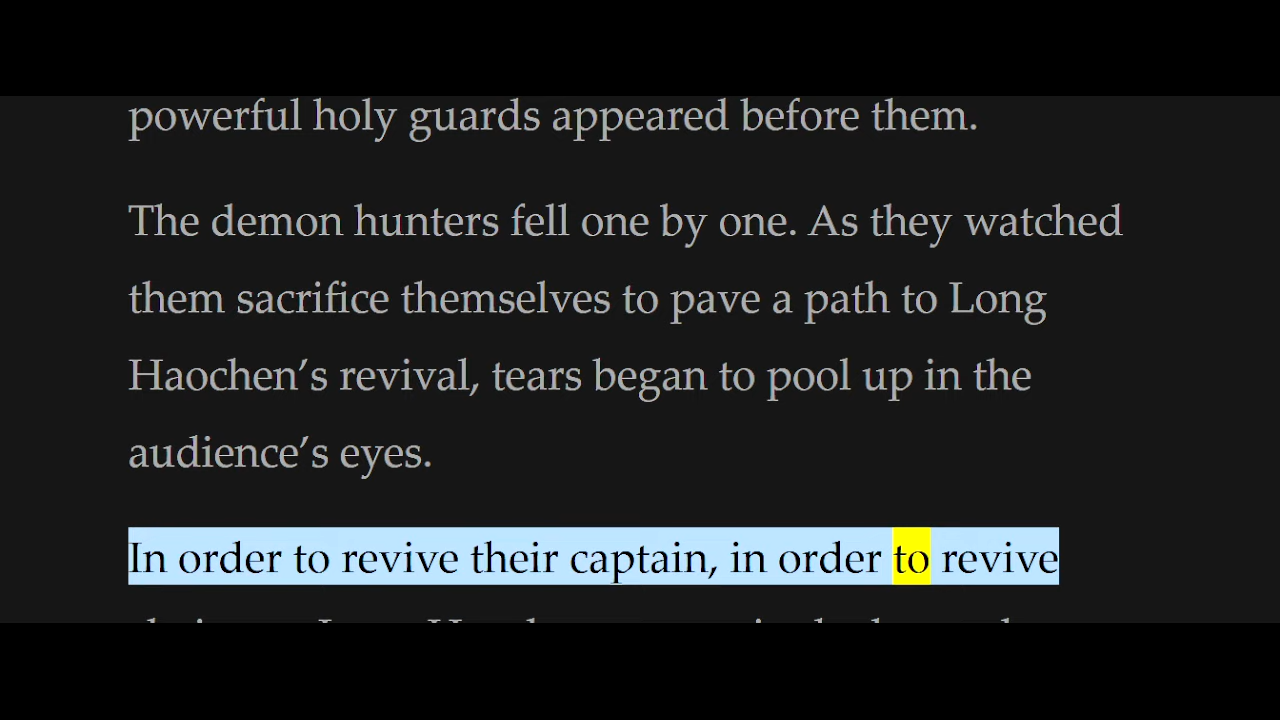 powerful holy guards appeared before them.
The demon hunters fell one by one. As they watched
them sacrifice themselves to pave a path to Long
Haochen’s revival, tears began to pool up in the
audience’s eyes.
In order to revive their captain, in order to revive